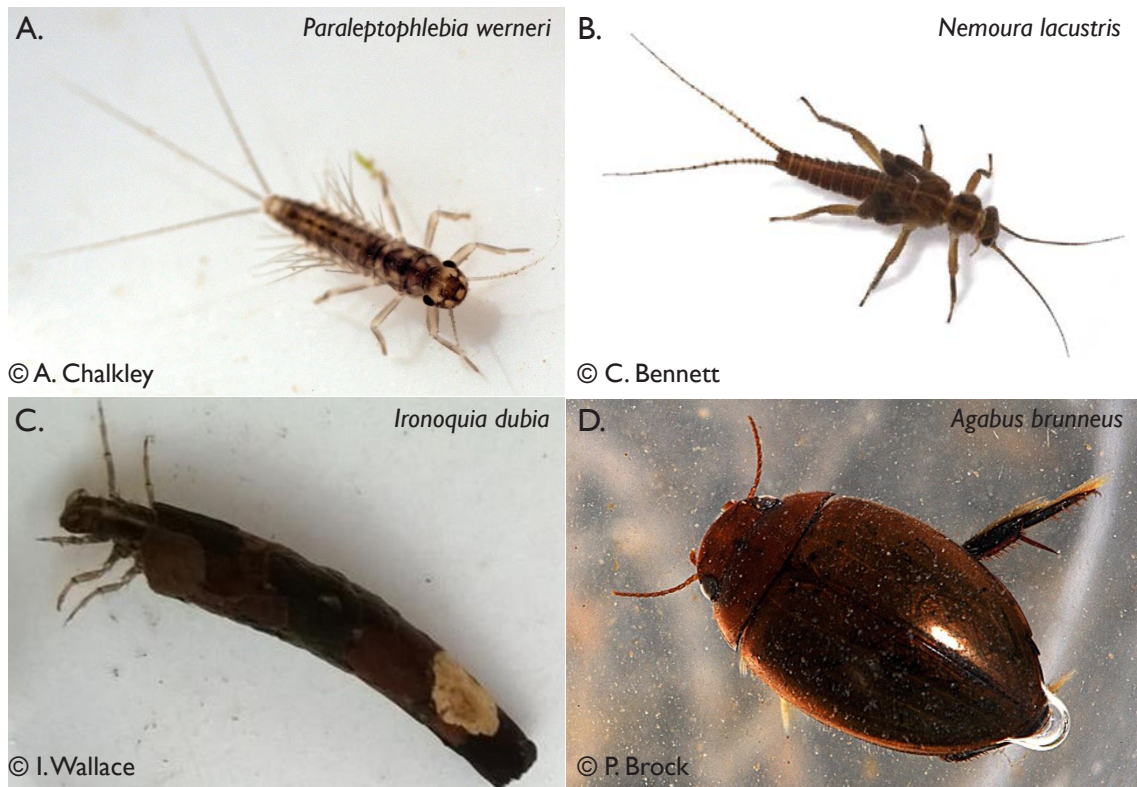 A. Paraleptophlebia werneri
B. Nemoura lacustris
© A. Chalkley
© C. Bennett
C. Ironoquia dubia
D. Agabus brunneus
© I. Wallace
© P. Brock